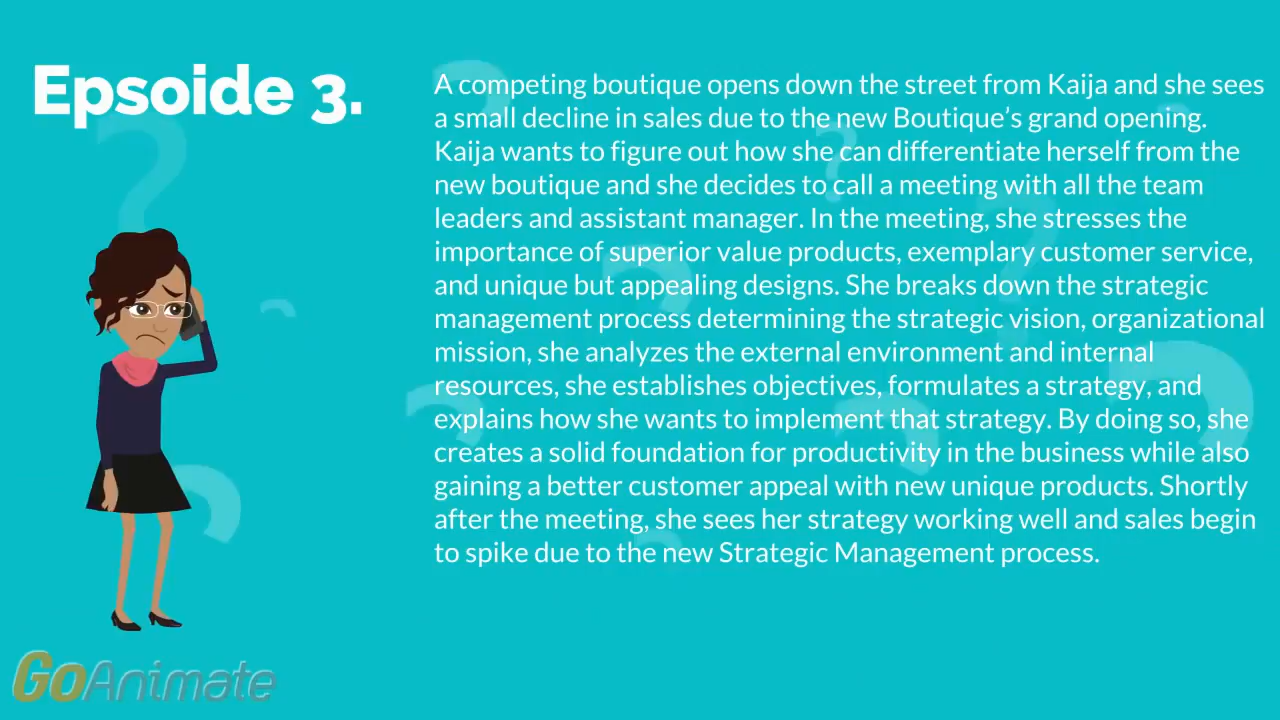 Epsoide 3.
A competing boutique opens down the street from Kaija and she sees
a small decline in sales due to the new Boutique's grand opening.
Kaija wants to figure out how she can differentiate herself from the
new boutique and she decides to call a meeting with all the team
leaders and assistant manager. In the meeting, she stresses the
importance of superior value products, exemplary customer service,
and unique but appealing designs. She breaks down the strategic
management process determining the strategic vision, organizational
mission, she analyzes the external environment and internal
resources, she establishes objectives, formulates a strategy, and
explains how she wants to implement that strategy. By doing so, she
creates a solid foundation for productivity in the business while also
gaining a better customer appeal with new unique products. Shortly
after the meeting, she sees her strategy working well and sales begin
to spike due to the new Strategic Management process.
GoAnimate